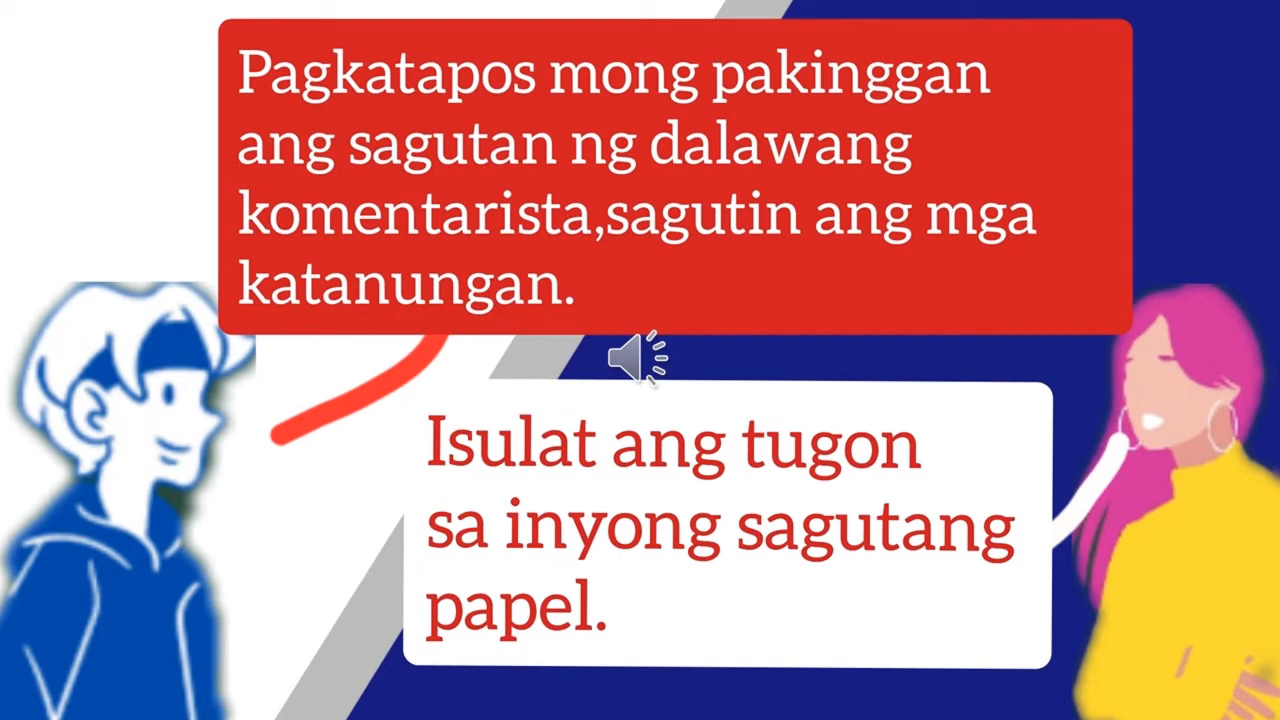 Pagkatapos mong pakinggan
ang sagutan ng dalawang
komentarista,sagutin ang mga
katanungan.
Isulat ang tugon
sa inyong sagutang
papel.